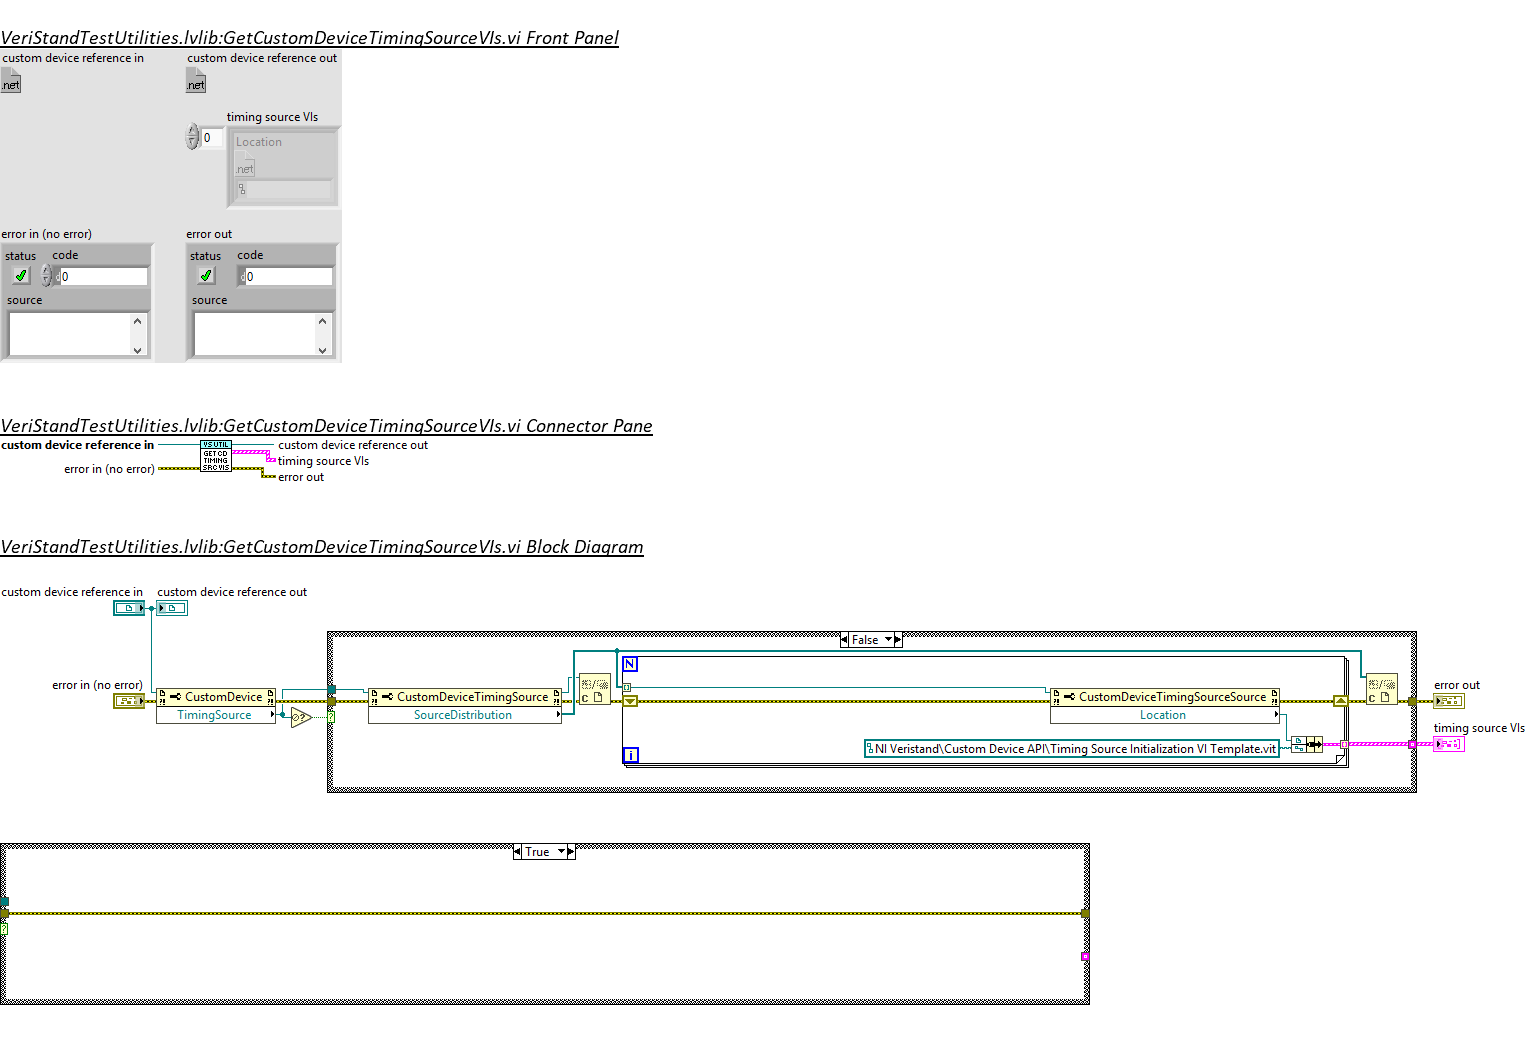 VeriStandTestUtilities.lvlib:GetCustomDeviceTimingSourceVIs.vi Front Panel
custom device reference in
custom device reference out
.net
.net
timing source VIs
0
Location
.net
error in (no error)
error out
status
code
status
code
0
0
source
source
VeriStandTestUtilities.lvlib:GetCustomDeviceTimingSourceVIs.vi Connector Pane
custom device reference in
VS UTIL
custom device reference out
GET CD
TIMING
timing source VIs
error in (no error)
SRC VIS
error out
VeriStandTestUtilities.lvlib:GetCustomDeviceTimingSourceVIs.vi Block Diagram
custom device reference in
custom device reference out
False
N
error in (no error)
CustomDevice
TimingSource
CustomDeviceTimingSource
SourceDistribution
C
CustomDeviceTimingSourceSource
Location
C
error out
timing source VIs
NI Veristand\Custom Device API\Timing Source Initialization VI Template.vit
i
True